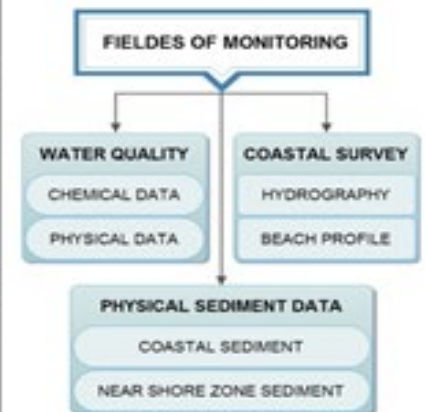 FIELDES OF MONITORING
WATER QUALITY
CHEMICAL DATA
PHYSICAL DATA
COASTAL SURVEY
HYDROGRAPHY
BEACH PROFILE
PHYSICAL SEDIMENT DATA
COASTAL SEDIMENT
NEAR SHORE ZONE SEDIMENT